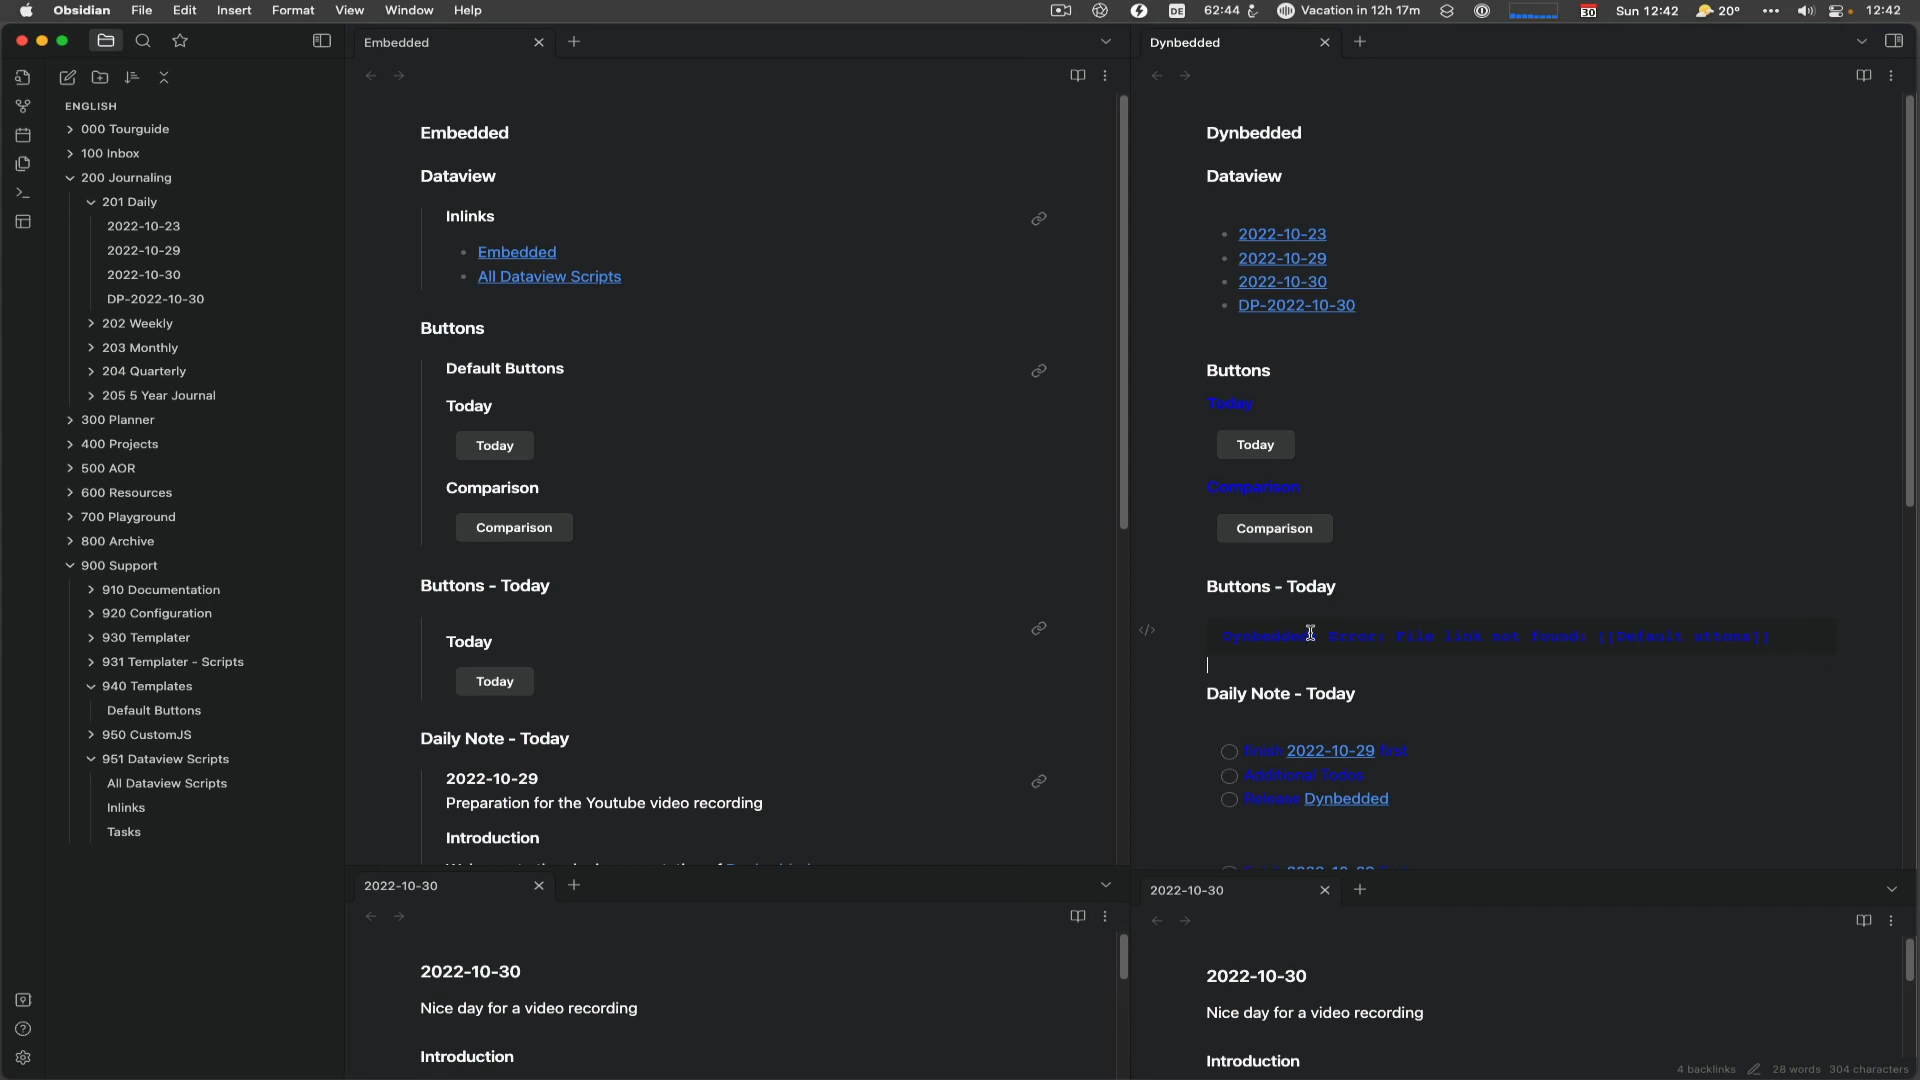 Obsidian File Edit Insert Format View Window Help
DE 62:44 Vacation in 12h 17m 30 Sun 12:42 20° 12:42
Embedded
Dynbedded
ENGLISH
000 Tourguide
100 Inbox
200 Journaling
201 Daily
2022-10-23
2022-10-29
2022-10-30
DP-2022-10-30
202 Weekly
203 Monthly
204 Quarterly
205 5 Year Journal
300 Planner
400 Projects
500 AOR
600 Resources
700 Playground
800 Archive
900 Support
910 Documentation
920 Configuration
930 Templater
931 Templater - Scripts
940 Templates
Default Buttons
950 CustomJS
951 Dataview Scripts
All Dataview Scripts
Inlinks
Tasks
Embedded
Dataview
Inlinks
Embedded
All Dataview Scripts
Buttons
Default Buttons
Today
Today
Comparison
Comparison
Buttons - Today
Today
Today
Daily Note - Today
2022-10-29
Preparation for the Youtube video recording
Introduction
2022-10-30
2022-10-30
Nice day for a video recording
Introduction
Dynbedded
Dataview
2022-10-23
2022-10-29
2022-10-30
DP-2022-10-30
Buttons
Today
Today
Comparison
Comparison
Buttons - Today
Dynbedded Error: File link not found: [[Default uttons]]
Daily Note - Today
finish 2022-10-29 first
Additional Todos
Release Dynbedded
2022-10-30
2022-10-30
Nice day for a video recording
Introduction
4 backlinks 28 words 304 characters